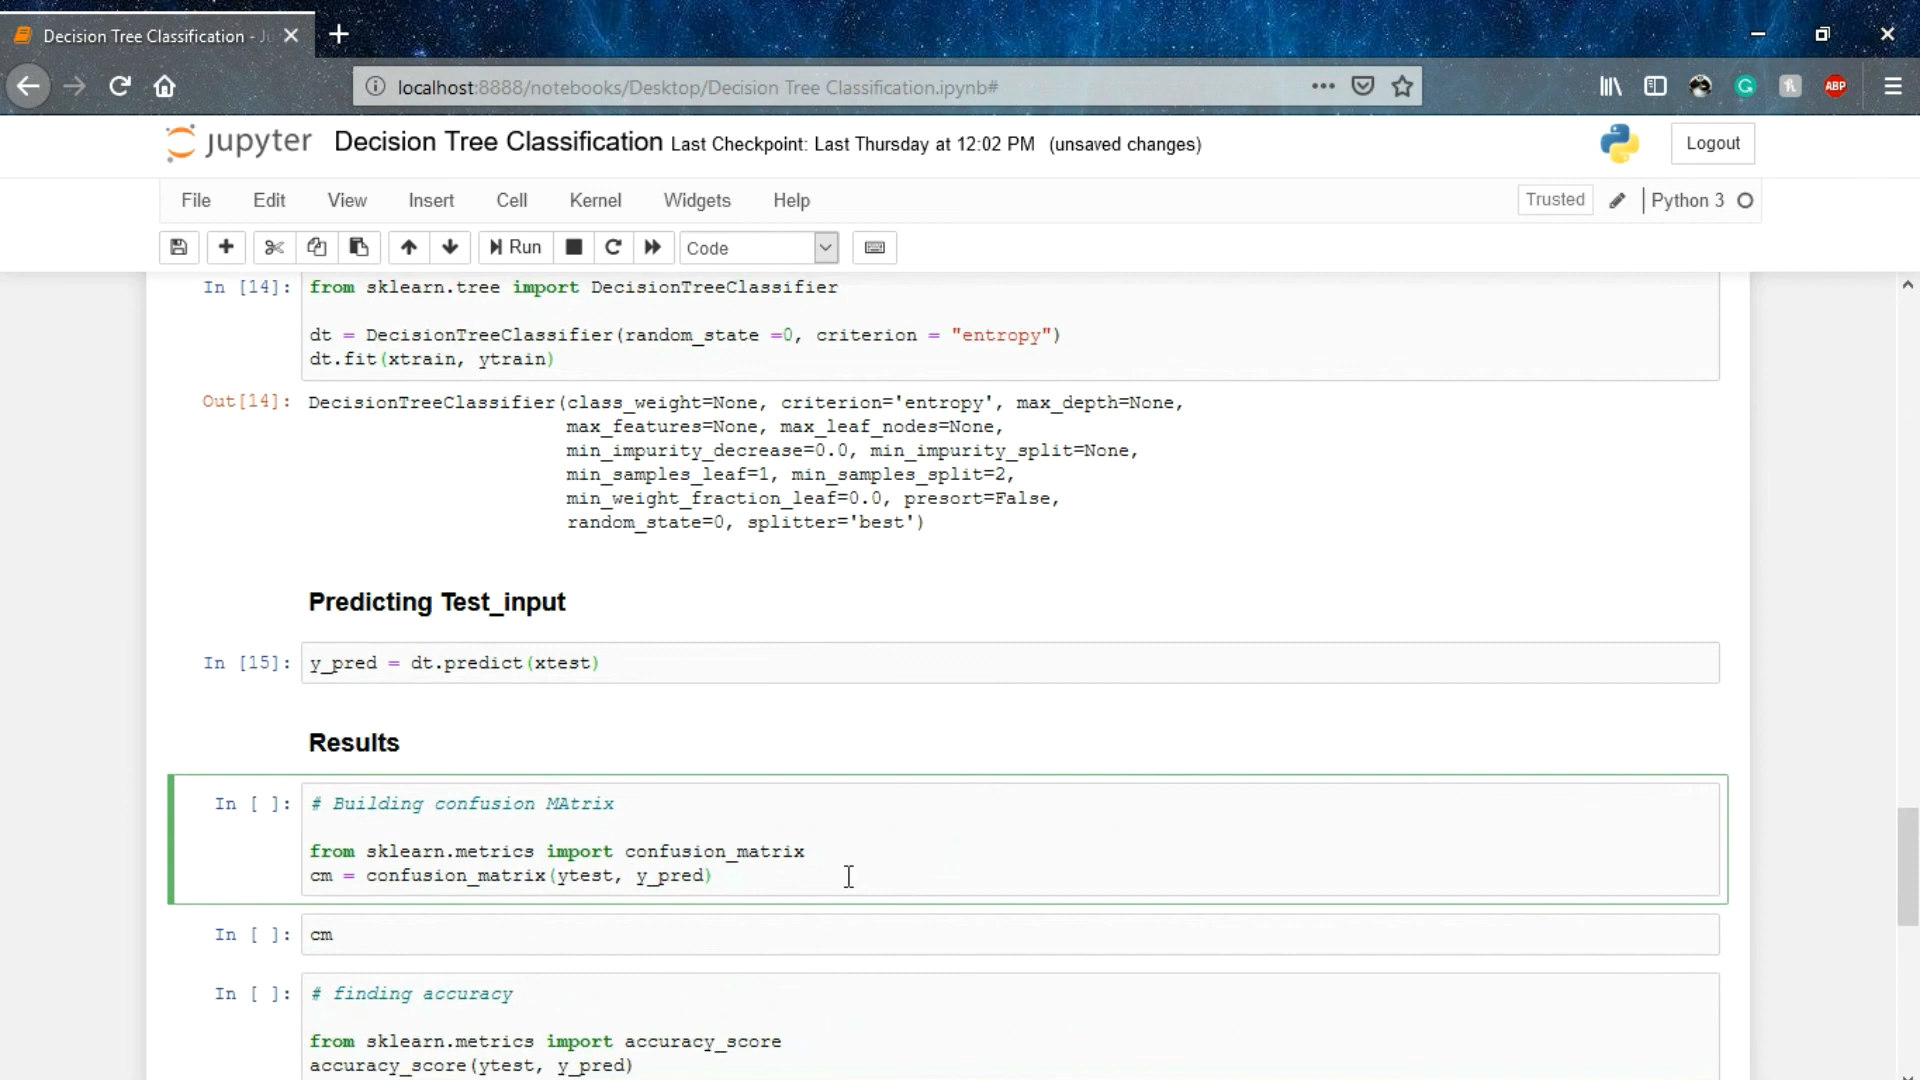 Decision Tree Classification - Ju
localhost:8888/notebooks/Desktop/Decision Tree Classification.ipynb#
ABP
jupyter Decision Tree Classification Last Checkpoint: Last Thursday at 12:02 PM (unsaved changes)
Logout
File Edit View Insert Cell Kernel Widgets Help
Trusted Python 3
Run Code
In [14]: from sklearn.tree import DecisionTreeClassifier
dt = DecisionTreeClassifier(random_state =0, criterion = "entropy")
dt.fit(xtrain, ytrain)
Out[14]: DecisionTreeClassifier(class_weight=None, criterion='entropy', max_depth=None,
max_features=None, max_leaf_nodes=None,
min_impurity_decrease=0.0, min_impurity_split=None,
min_samples_leaf=1, min_samples_split=2,
min_weight_fraction_leaf=0.0, presort=False,
random_state=0, splitter='best')
Predicting Test_input
In [15]: y_pred = dt.predict(xtest)
Results
In [ ]: # Building confusion MAtrix
from sklearn.metrics import confusion_matrix
cm = confusion_matrix(ytest, y_pred)
In [ ]: cm
In [ ]: # finding accuracy
from sklearn.metrics import accuracy_score
accuracy_score(ytest, y_pred)